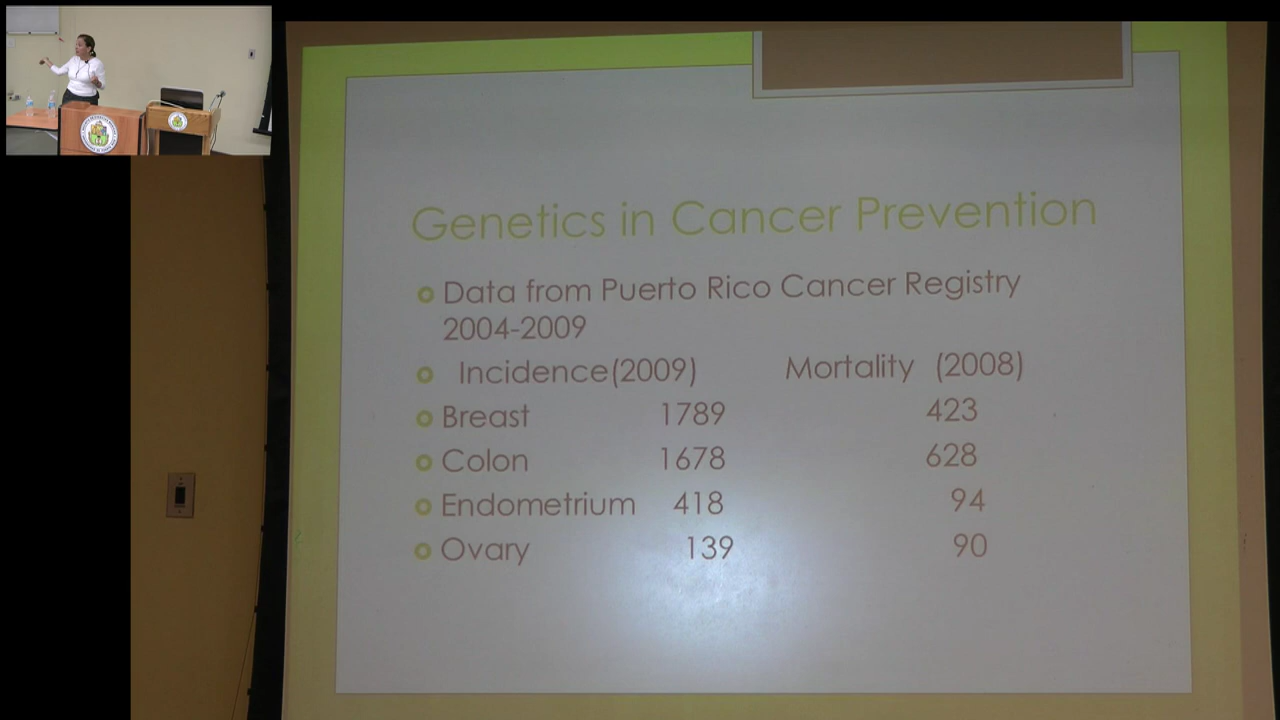 Genetics in Cancer Prevention
Data from Puerto Rico Cancer Registry
2004-2009
Incidence(2009) Mortality (2008)
Breast 1789 423
Colon 1678 628
Endometrium 418 94
Ovary 139 90